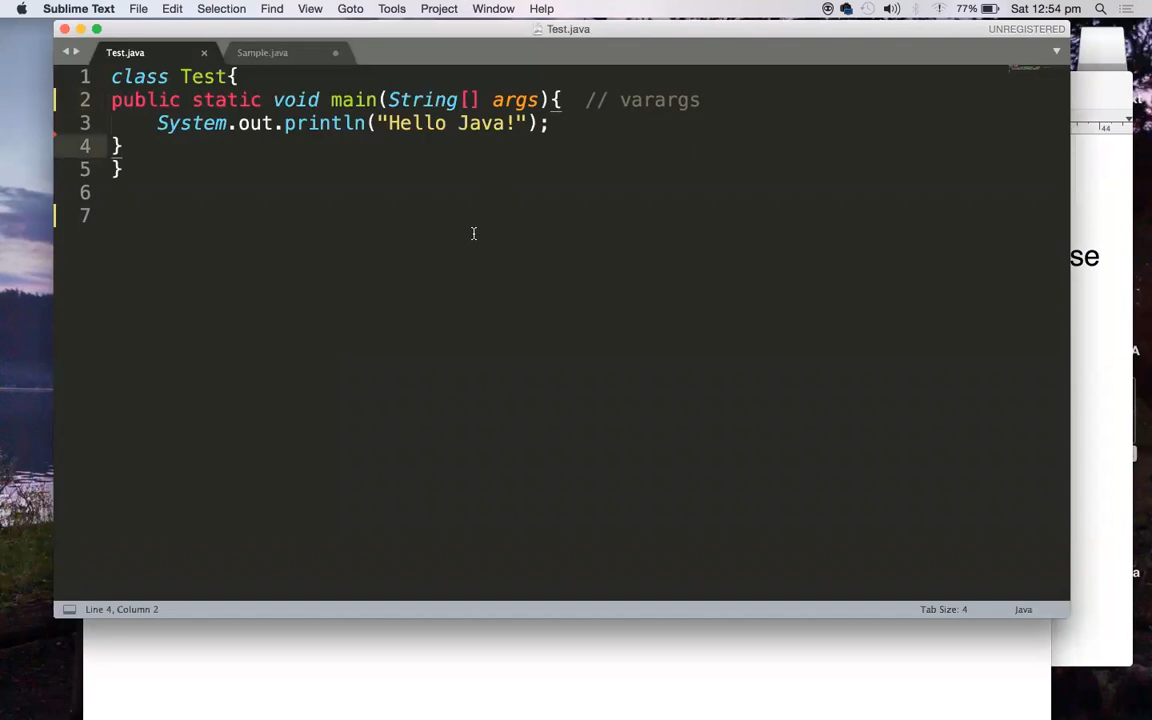 Sublime Text File Edit Selection Find View Goto Tools Project Window Help 77% Sat 12:54 pm
Test.java UNREGISTERED
Test.java Sample.java
1 class Test{
2 public static void main(String[] args){ // varargs
3 System.out.println("Hello Java!");
4 }
5 }
6
7
44
se
A
a
Line 4, Column 2 Tab Size: 4 Java